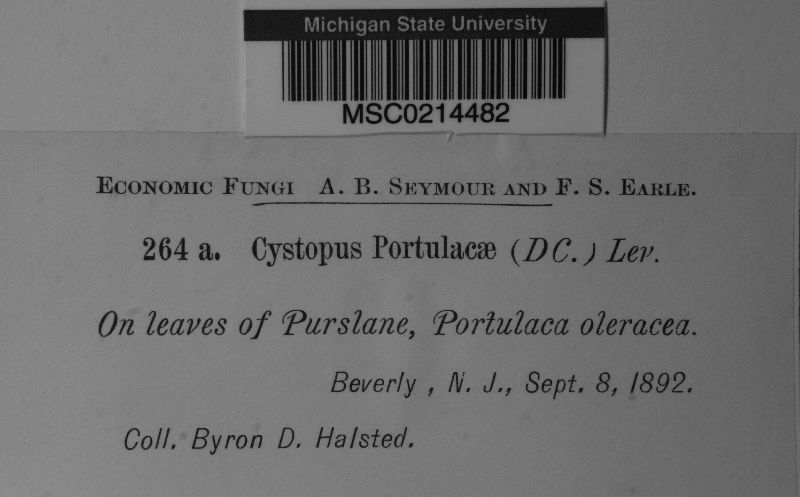 Michigan State University
MSC0214482
Economic Fungi A. B. Seymour and F. S. Earle.
264 a. Cystopus Portulacæ (DC.) Lev.
On leaves of Purslane, Portulaca oleracea.
Beverly , N. J., Sept. 8, 1892.
Coll. Byron D. Halsted.